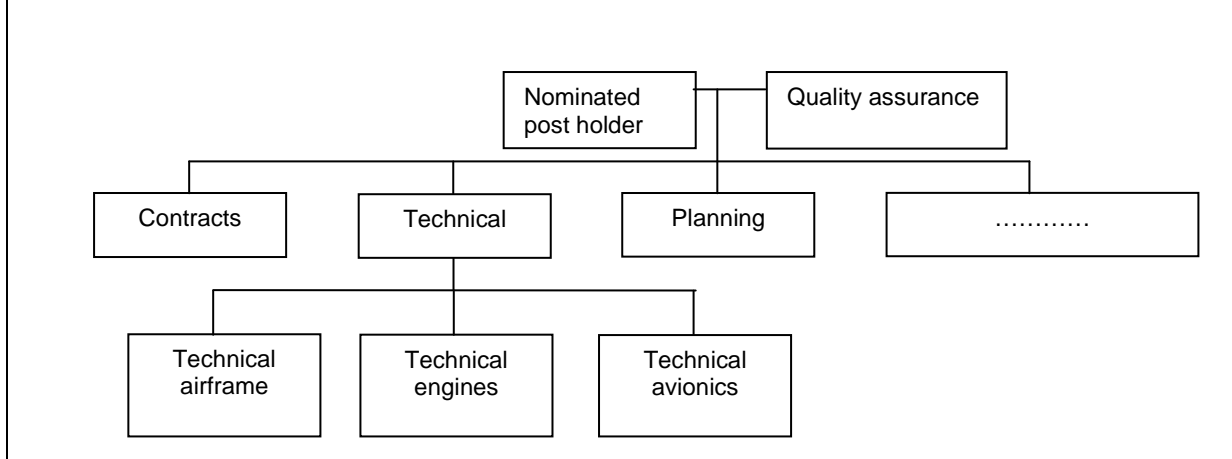 Nominated
post holder
Quality assurance
Contracts
Technical
Planning
…………
Technical
airframe
Technical
engines
Technical
avionics